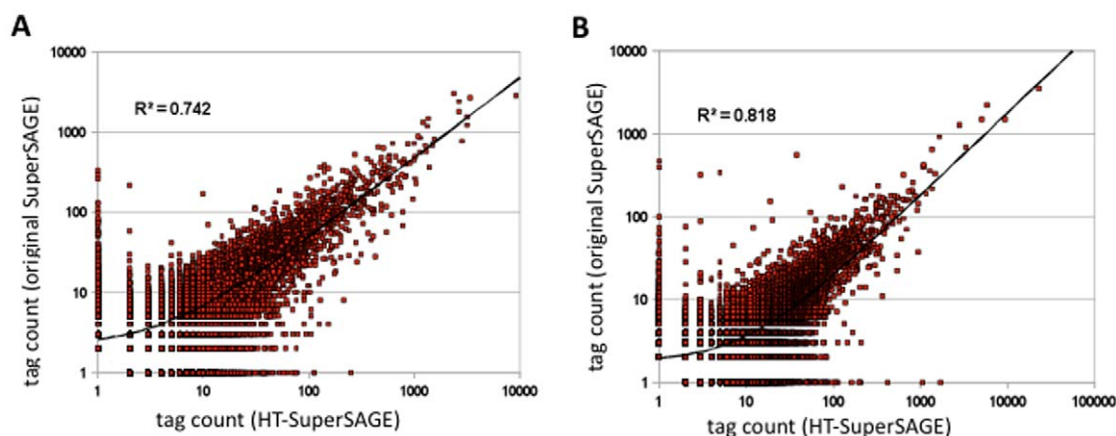 A
10000
R² = 0.742
1000
100
10
1
1 10 100 1000 10000
tag count (original SuperSAGE)
tag count (HT-SuperSAGE)
B
10000
R² = 0.818
1000
100
10
1
1 10 100 1000 10000 100000
tag count (original SuperSAGE)
tag count (HT-SuperSAGE)